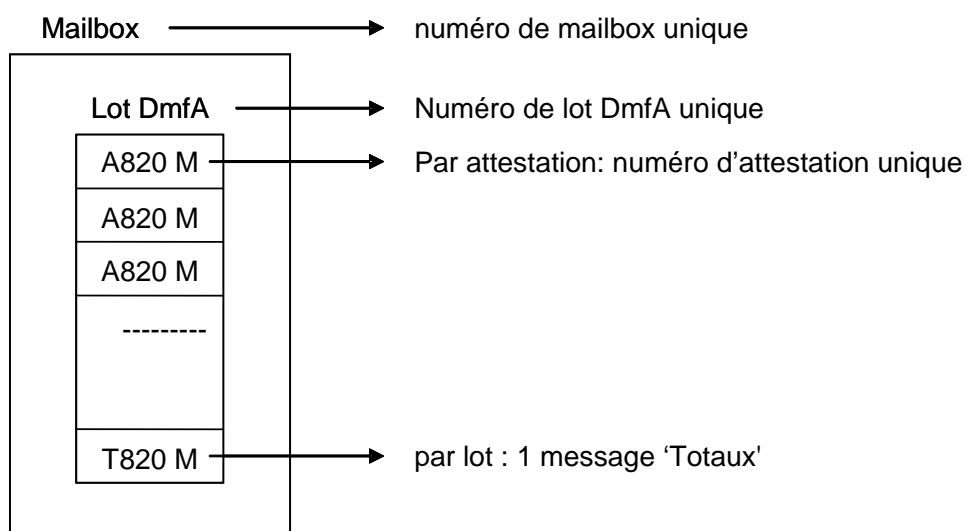 Mailbox numéro de mailbox unique
Lot DmfA Numéro de lot DmfA unique
A820 M Par attestation: numéro d'attestation unique
A820 M
A820 M
---------
T820 M par lot : 1 message ‘Totaux'